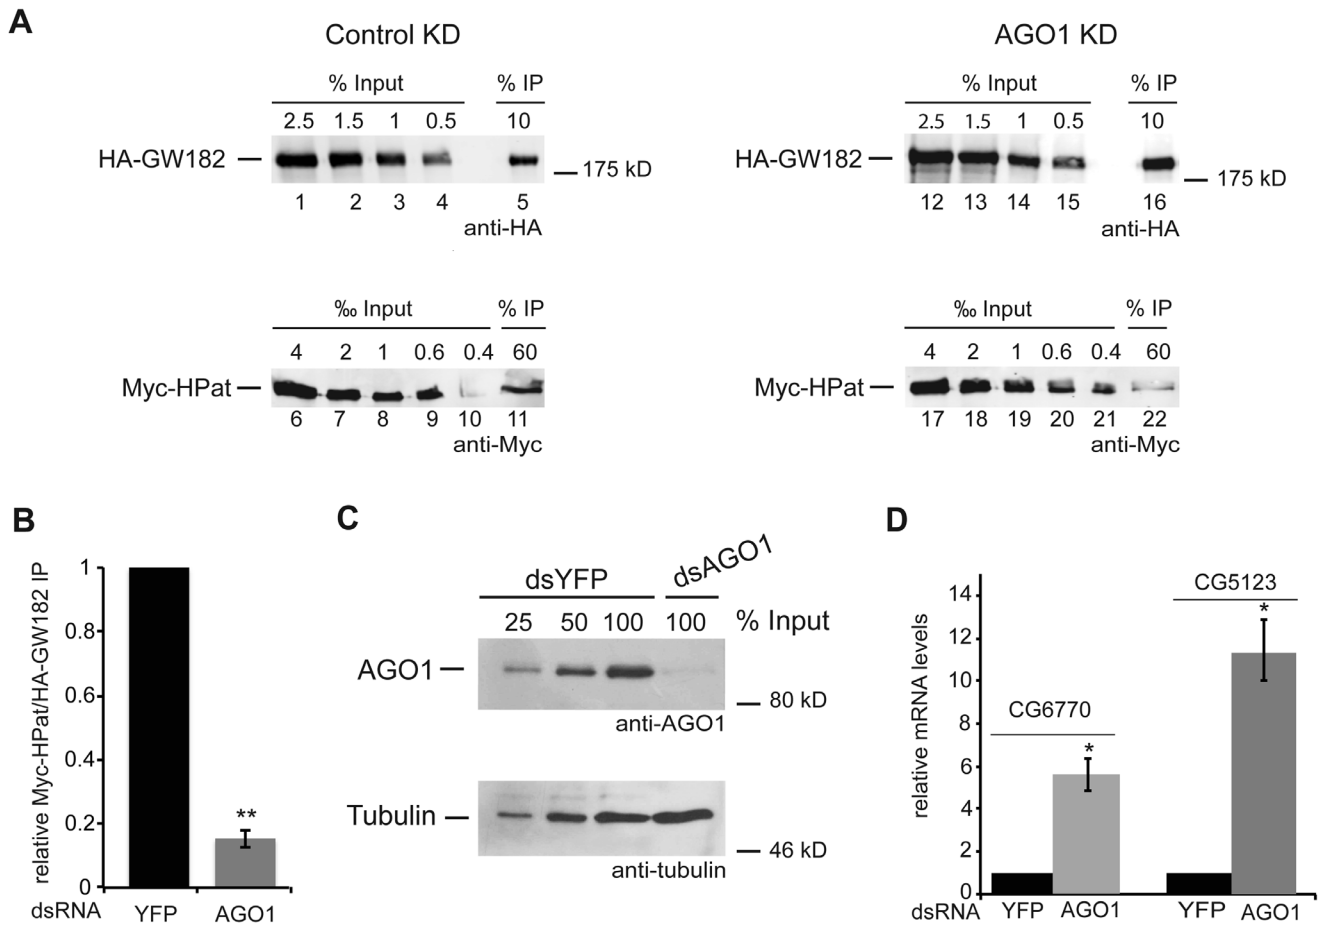 A
Control KD
AGO1 KD
% Input
% IP
2.5 1.5 1 0.5 10
HA-GW182
175 kD
1 2 3 4 5
anti-HA
% Input
% IP
2.5 1.5 1 0.5 10
HA-GW182
175 kD
12 13 14 15 16
anti-HA
‰ Input
% IP
4 2 1 0.6 0.4 60
Myc-HPat
6 7 8 9 10 11
anti-Myc
‰ Input
% IP
4 2 1 0.6 0.4 60
Myc-HPat
17 18 19 20 21 22
anti-Myc
B
relative Myc-HPat/HA-GW182 IP
1
0.8
0.6
0.4
0.2
0
**
dsRNA YFP AGO1
C
dsYFP
dsAGO1
25 50 100 100 % Input
AGO1
80 kD
anti-AGO1
Tubulin
46 kD
anti-tubulin
D
relative mRNA levels
14
12
10
8
6
4
2
0
CG6770
*
CG5123
*
dsRNA YFP AGO1 YFP AGO1